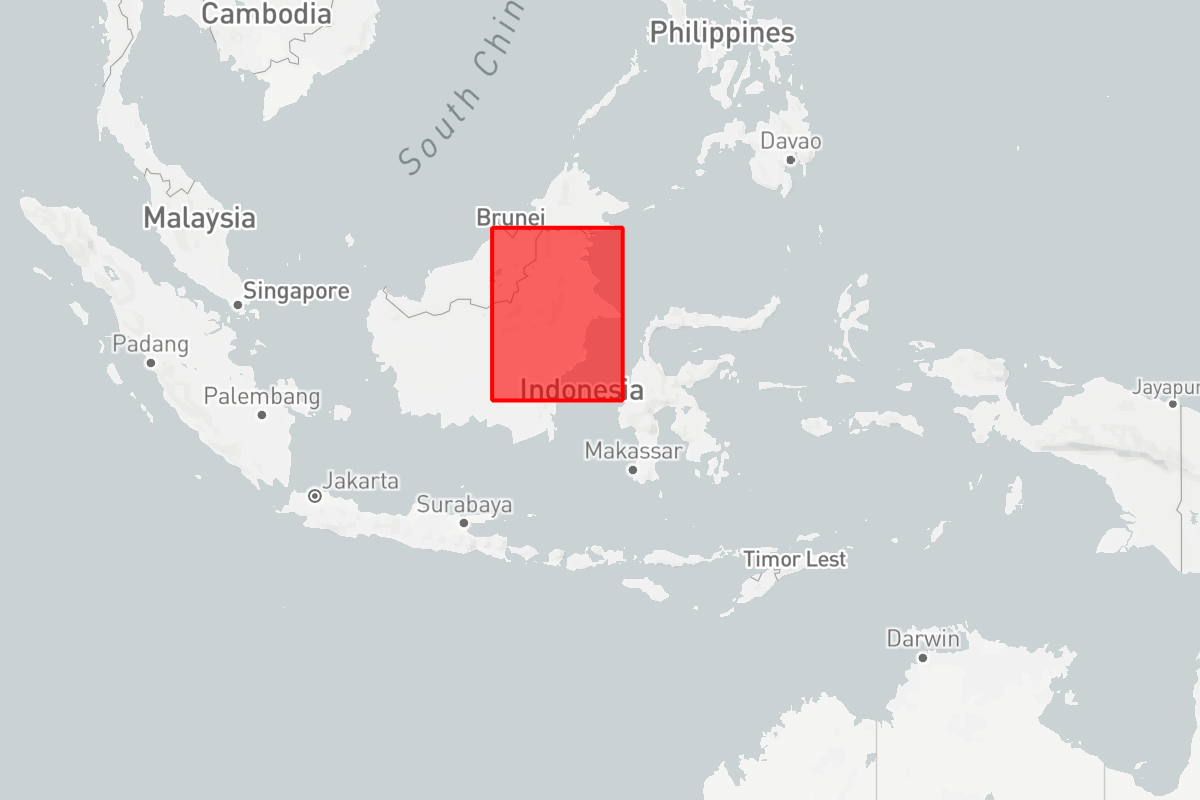 Cambodia
Philippines
South Chin
Davao
Malaysia
Brunei
Singapore
Padang
Indonesia
Jayapur
Palembang
Makassar
Jakarta
Surabaya
Timor Lest
Darwin